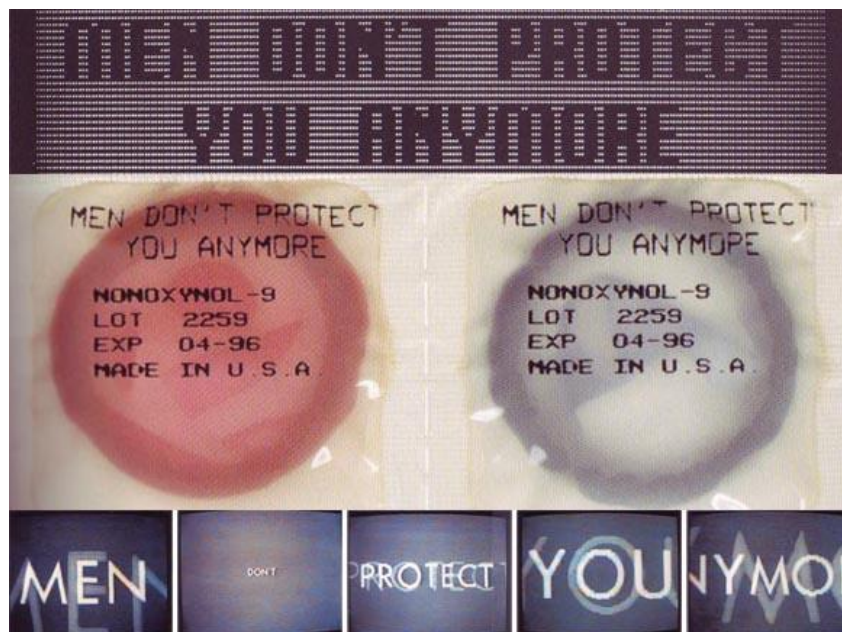 MEN DON'T PROTECT
YOU ANYMORE
MEN DON'T PROTECT
YOU ANYMORE
NONOXYNOL-9
LOT 2259
EXP 04-96
MADE IN U.S.A.
MEN DON'T PROTECT
YOU ANYMOPE
NONOXYNOL-9
LOT 2259
EXP 04-96
MADE IN U.S.A.
MEN
DON'T
PROTECT
YOU
NYMO